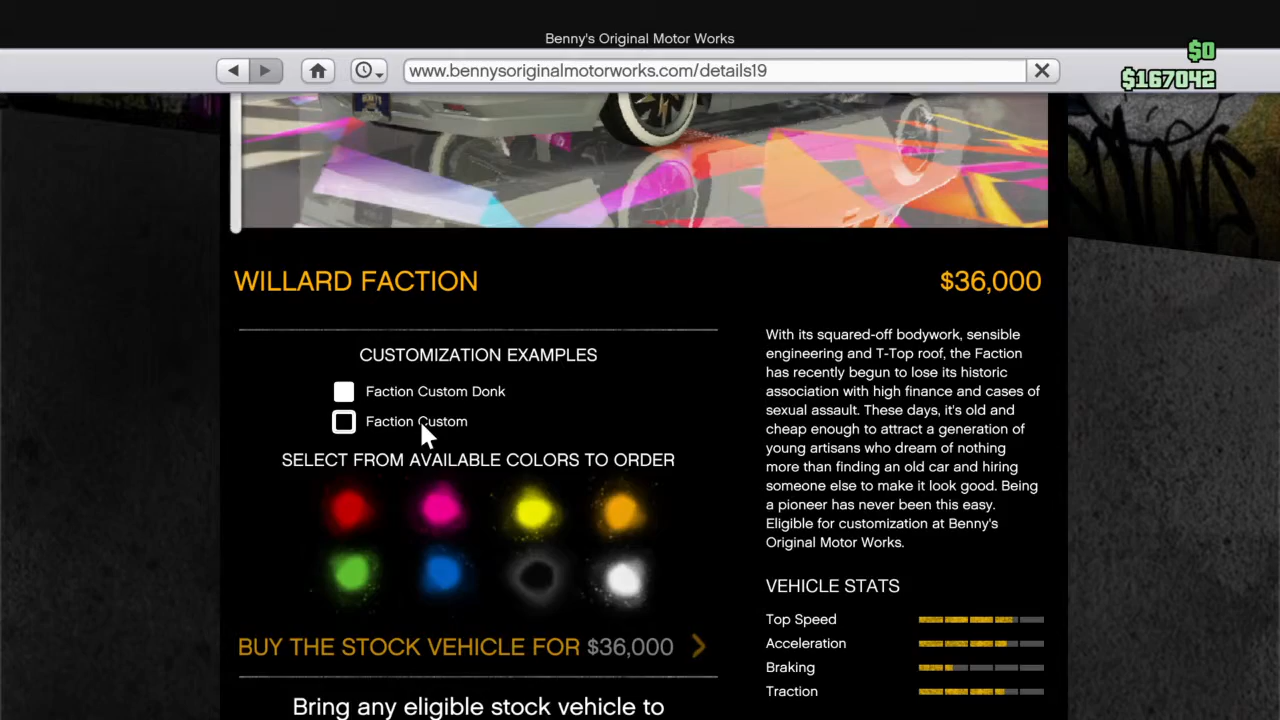 Benny's Original Motor Works
www.bennysoriginalmotorworks.com/details19
$0
$167042
WILLARD FACTION
$36,000
CUSTOMIZATION EXAMPLES
Faction Custom Donk
Faction Custom
SELECT FROM AVAILABLE COLORS TO ORDER
BUY THE STOCK VEHICLE FOR $36,000
Bring any eligible stock vehicle to
With its squared-off bodywork, sensible
engineering and T-Top roof, the Faction
has recently begun to lose its historic
association with high finance and cases of
sexual assault. These days, it's old and
cheap enough to attract a generation of
young artisans who dream of nothing
more than finding an old car and hiring
someone else to make it look good. Being
a pioneer has never been this easy.
Eligible for customization at Benny's
Original Motor Works.
VEHICLE STATS
Top Speed
Acceleration
Braking
Traction